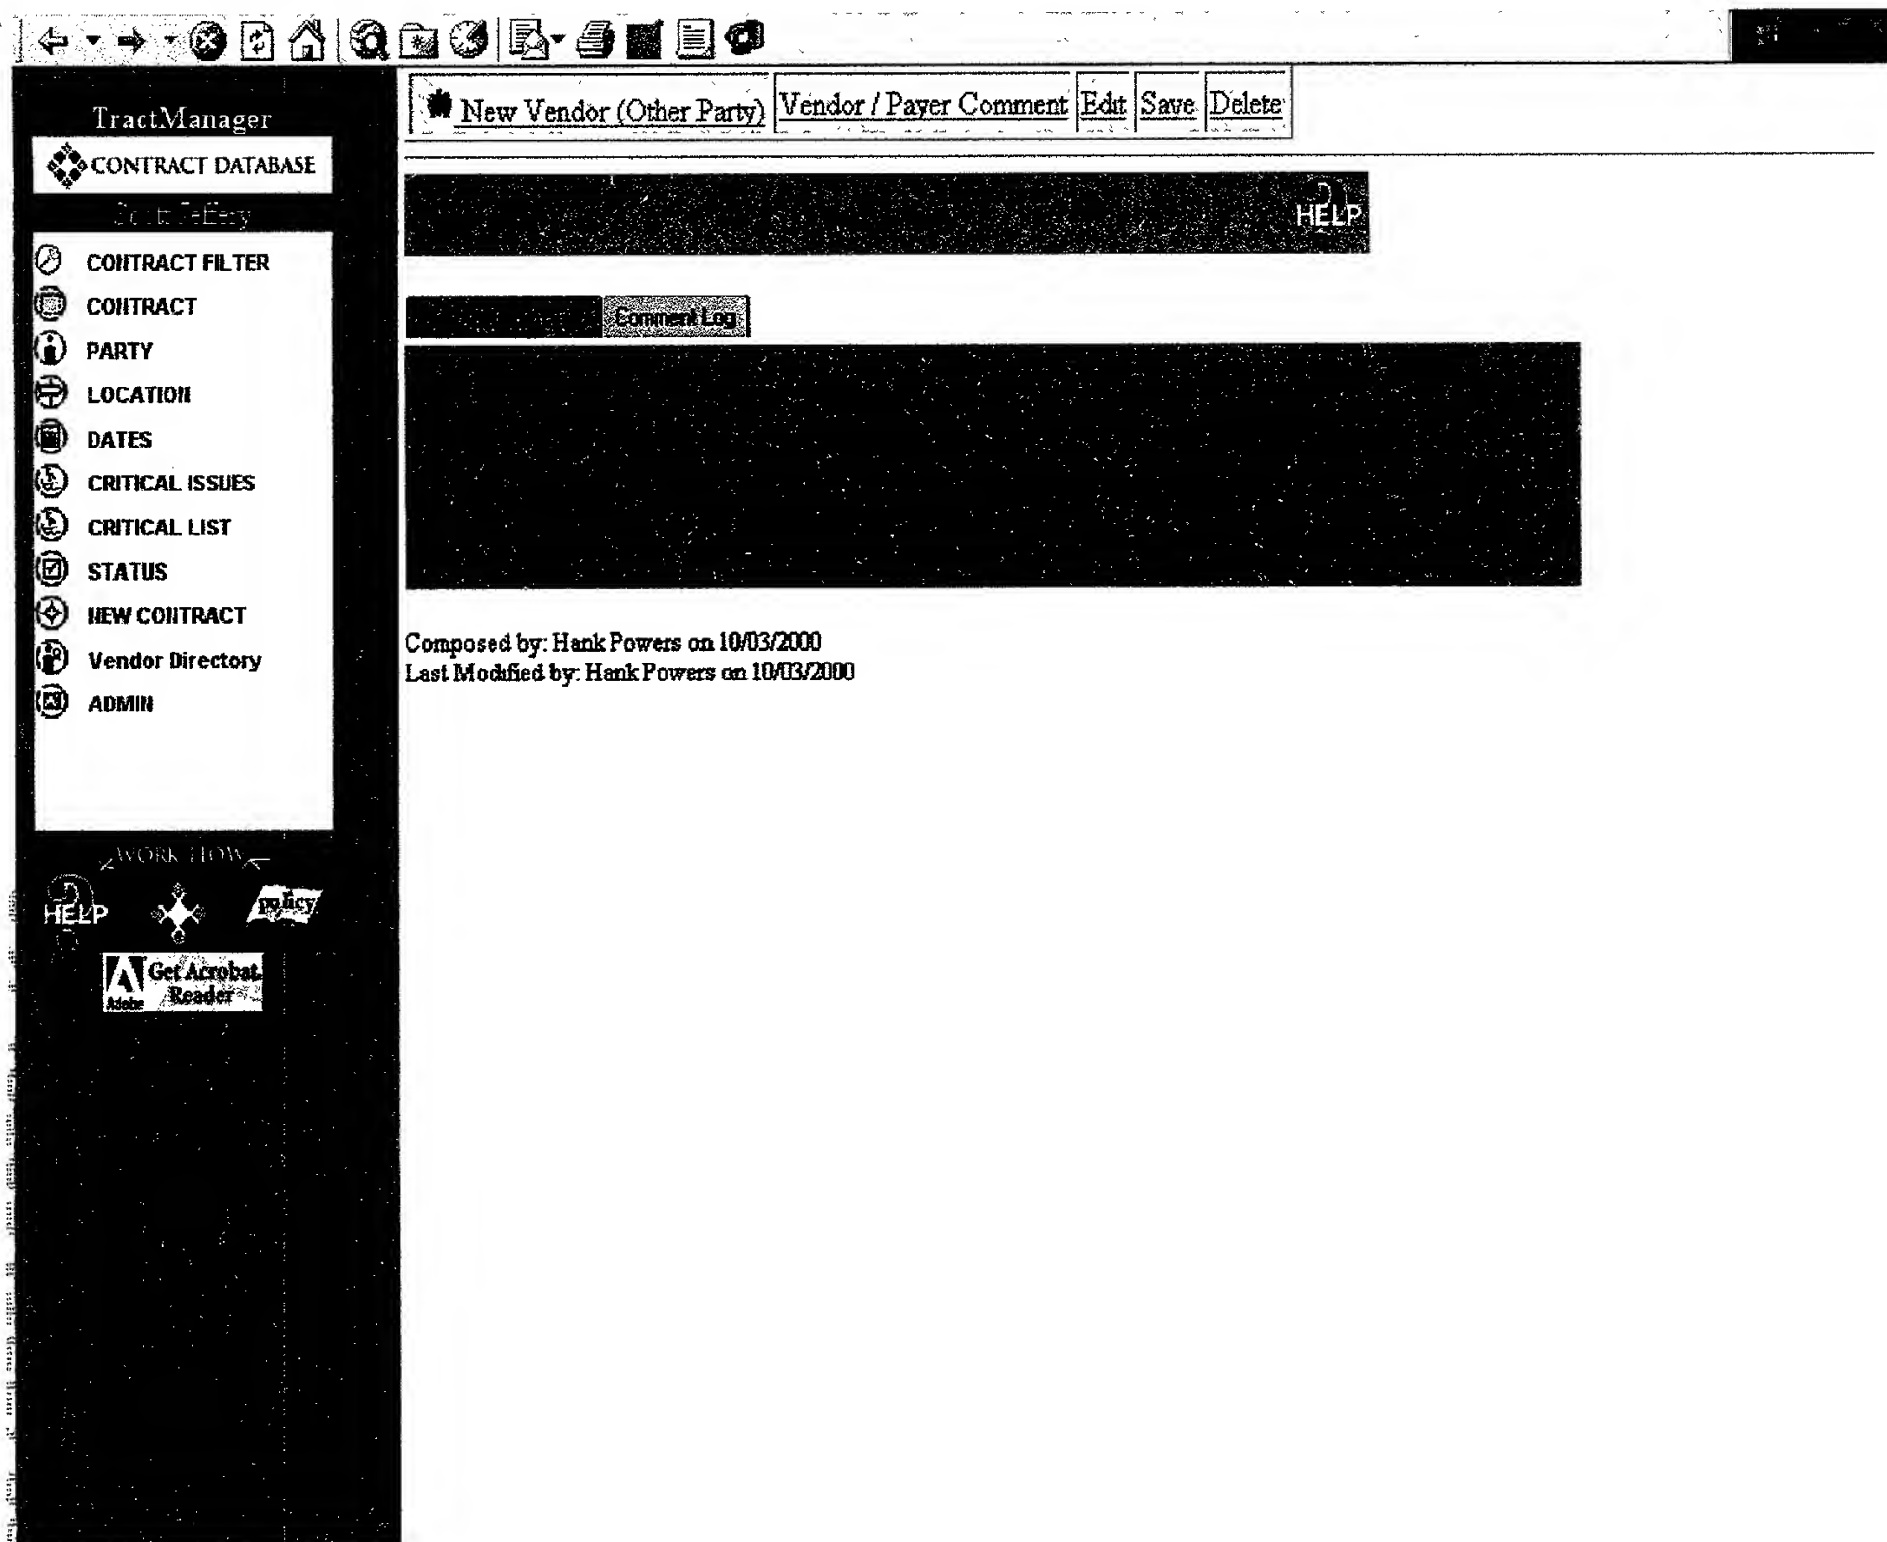 New Vendor (Other Party) Vendor / Payer Comment Edit Save Delete
TractManager
CONTRACT DATABASE
HELP
CONTRACT FILTER
CONTRACT
PARTY
LOCATION
DATES
CRITICAL ISSUES
CRITICAL LIST
STATUS
NEW CONTRACT
Vendor Directory
ADMIN
Comment Log
Composed by: Hank Powers on 10/03/2000
Last Modified by: Hank Powers on 10/03/2000
WORK FLOW
HELP
policy
Get Acrobat
Reader
Adobe